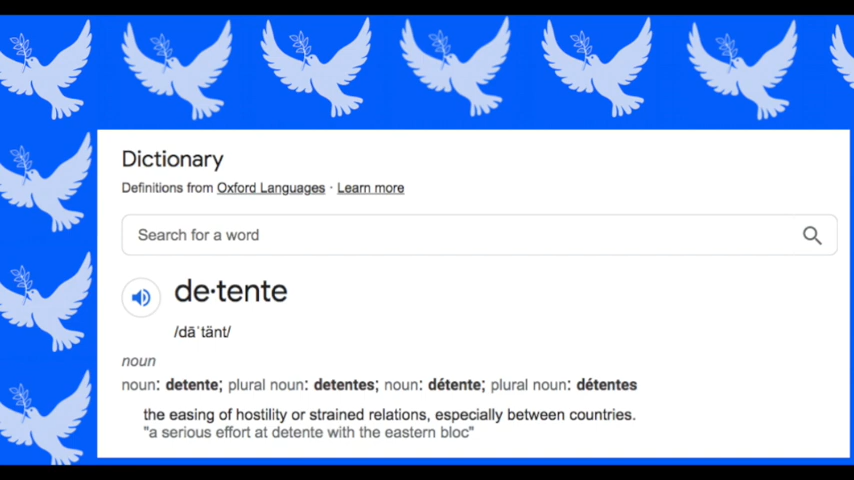 Dictionary
Definitions from Oxford Languages · Learn more
Search for a word
de·tente
/dāˈtänt/
noun
noun: detente; plural noun: detentes; noun: détente; plural noun: détentes
the easing of hostility or strained relations, especially between countries.
"a serious effort at detente with the eastern bloc"